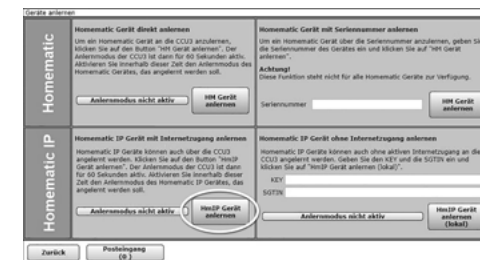 Geräte anlernen
Homematic
Homematic Gerät direkt anlernen
Um ein Homematic Gerät an die CCU3 anzulernen,
klicken Sie auf den Button "HM Gerät anlernen". Der
Anlernmodus der CCU3 ist dann für 60 Sekunden aktiv.
Aktivieren Sie innerhalb dieser Zeit den Anlernmodus des
Homematic Gerätes, das angelernt werden soll.
Anlernmodus nicht aktiv
HM Gerät
anlernen
Homematic Gerät mit Seriennummer anlernen
Um ein Homematic Gerät über die Seriennummer anzulernen, geben Sie
die Seriennummer des Gerätes ein und klicken Sie auf "HM Gerät
anlernen".
Achtung!
Diese Funktion steht nicht für alle Homematic Geräte zur Verfügung.
Seriennummer
HM Gerät
anlernen
Homematic IP
Homematic IP Gerät mit Internetzugang anlernen
Homematic IP Geräte können auch über die CCU3
angelernt werden. Klicken Sie auf den Button "HmIP
Gerät anlernen". Der Anlernmodus der CCU3 ist dann
für 60 Sekunden aktiv. Aktivieren Sie innerhalb dieser
Zeit den Anlernmodus des Homematic IP Gerätes, das
angelernt werden soll.
Anlernmodus nicht aktiv
HmIP Gerät
anlernen
Homematic IP Gerät ohne Internetzugang anlernen
Homematic IP Geräte können auch ohne aktiven Internetzugang an die
CCU3 angelernt werden. Geben Sie den KEY und die SGTIN ein und
klicken Sie auf "HmIP Gerät anlernen (lokal)".
KEY
SGTIN
Anlernmodus nicht aktiv
HmIP Gerät
anlernen
(lokal)
Zurück
Posteingang
(0 )